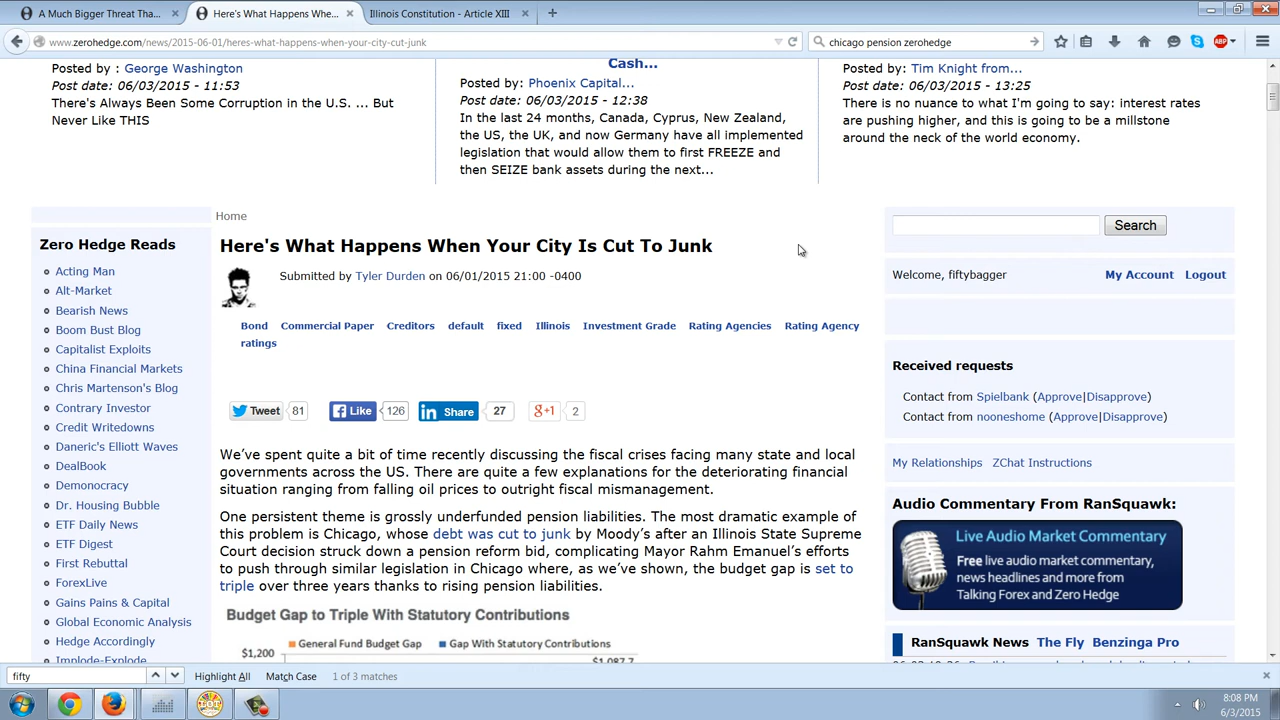 A Much Bigger Threat Tha...
Here's What Happens Whe...
Illinois Constitution - Article XIII
www.zerohedge.com/news/2015-06-01/heres-what-happens-when-your-city-cut-junk
chicago pension zerohedge
ABP
Posted by : George Washington
Post date: 06/03/2015 - 11:53
There's Always Been Some Corruption in the U.S. ... But
Never Like THIS
Cash...
Posted by: Phoenix Capital...
Post date: 06/03/2015 - 12:38
In the last 24 months, Canada, Cyprus, New Zealand,
the US, the UK, and now Germany have all implemented
legislation that would allow them to first FREEZE and
then SEIZE bank assets during the next...
Posted by: Tim Knight from...
Post date: 06/03/2015 - 13:25
There is no nuance to what I'm going to say: interest rates
are pushing higher, and this is going to be a millstone
around the neck of the world economy.
Zero Hedge Reads
Acting Man
Alt-Market
Bearish News
Boom Bust Blog
Capitalist Exploits
China Financial Markets
Chris Martenson's Blog
Contrary Investor
Credit Writedowns
Daneric's Elliott Waves
DealBook
Demonocracy
Dr. Housing Bubble
ETF Daily News
ETF Digest
First Rebuttal
ForexLive
Gains Pains & Capital
Global Economic Analysis
Hedge Accordingly
Implode-Explode
Home
Here's What Happens When Your City Is Cut To Junk
Submitted by Tyler Durden on 06/01/2015 21:00 -0400
Bond Commercial Paper Creditors default fixed Illinois Investment Grade Rating Agencies Rating Agency
ratings
Tweet 81 Like 126 Share 27 g+1 2
We've spent quite a bit of time recently discussing the fiscal crises facing many state and local
governments across the US. There are quite a few explanations for the deteriorating financial
situation ranging from falling oil prices to outright fiscal mismanagement.
One persistent theme is grossly underfunded pension liabilities. The most dramatic example of
this problem is Chicago, whose debt was cut to junk by Moody's after an Illinois State Supreme
Court decision struck down a pension reform bid, complicating Mayor Rahm Emanuel's efforts
to push through similar legislation in Chicago where, as we've shown, the budget gap is set to
triple over three years thanks to rising pension liabilities.
Budget Gap to Triple With Statutory Contributions
General Fund Budget Gap Gap With Statutory Contributions
$1,200
$1,087.7
Search
Welcome, fiftybagger My Account Logout
Received requests
Contact from Spielbank (Approve|Disapprove)
Contact from nooneshome (Approve|Disapprove)
My Relationships ZChat Instructions
Audio Commentary From RanSquawk:
Live Audio Market Commentary
Free live audio market commentary,
news headlines and more from
Talking Forex and Zero Hedge
RanSquawk News The Fly Benzinga Pro
fifty
Highlight All Match Case 1 of 3 matches
8:08 PM
6/3/2015